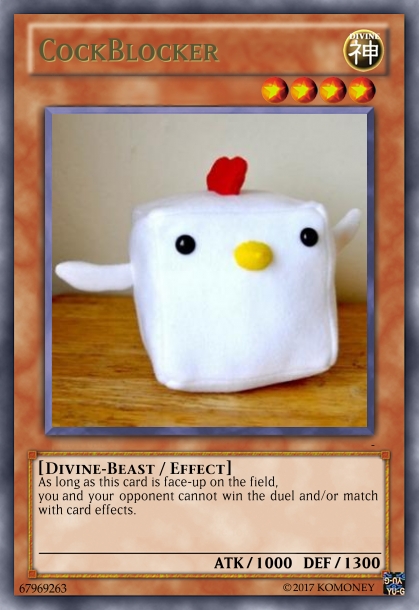 CockBlocker
DIVINE
神
[Divine-Beast / Effect]
As long as this card is face-up on the field,
you and your opponent cannot win the duel and/or match
with card effects.
ATK / 1000 DEF / 1300
67969263
©2017 KOMONEY
YU-G